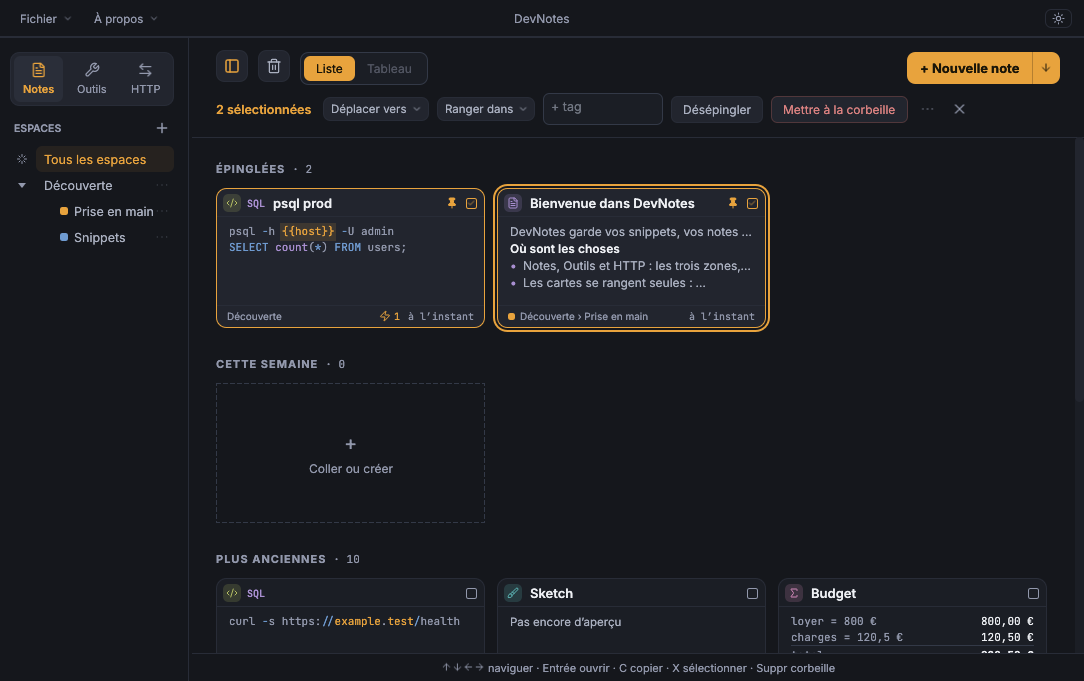 Fichier
À propos
DevNotes
Notes
Outils
HTTP
ESPACES
Tous les espaces
Découverte
Prise en main
Snippets
Liste
Tableau
+ Nouvelle note
2 sélectionnées
Déplacer vers
Ranger dans
+ tag
Désépingler
Mettre à la corbeille
ÉPINGLÉES · 2
SQL psql prod
psql -h {{host}} -U admin
SELECT count(*) FROM users;
Découverte
1 à l’instant
Bienvenue dans DevNotes
DevNotes garde vos snippets, vos notes ...
Où sont les choses
• Notes, Outils et HTTP : les trois zones,...
• Les cartes se rangent seules : ...
Découverte › Prise en main
à l’instant
CETTE SEMAINE · 0
+
Coller ou créer
PLUS ANCIENNES · 10
SQL
curl -s https://example.test/health
Sketch
Pas encore d’aperçu
Budget
loyer = 800 € 800,00 €
charges = 120,5 € 120,50 €
↑↓←→ naviguer · Entrée ouvrir · C copier · X sélectionner · Suppr corbeille